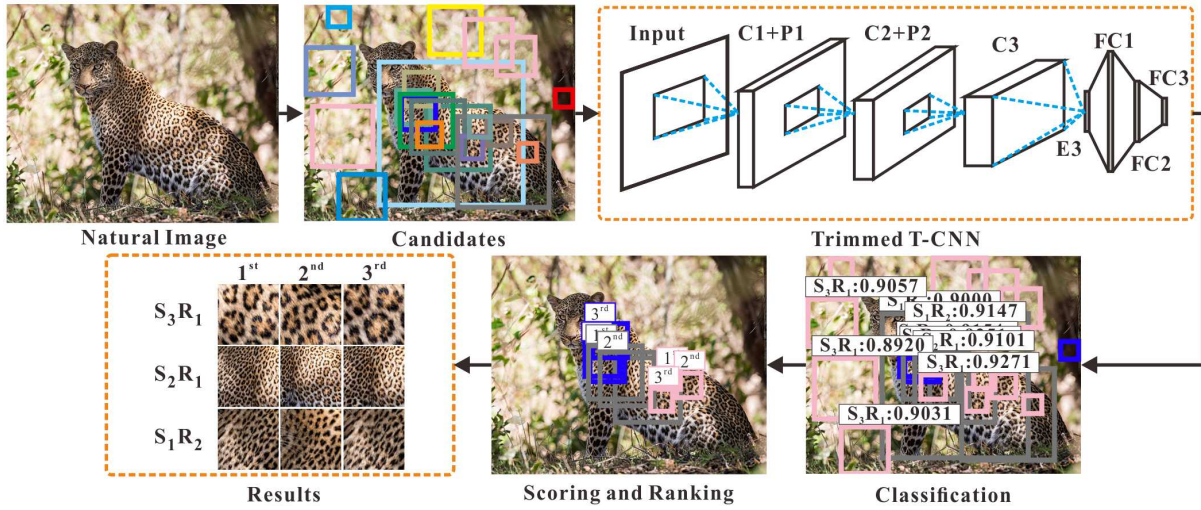 Input
C1+P1
C2+P2
C3
FC1
FC3
E3
FC2
Natural Image
Candidates
Trimmed T-CNN
1st
2nd
3rd
S3R1
S2R1
S1R2
Results
3rd
1st
2nd
1
2nd
3rd
Scoring and Ranking
S3R1:0.9057
:0.9000
S1R2:0.9147
:0.9101
S3R1:0.8920
S3R1:0.9271
S3R1:0.9031
Classification